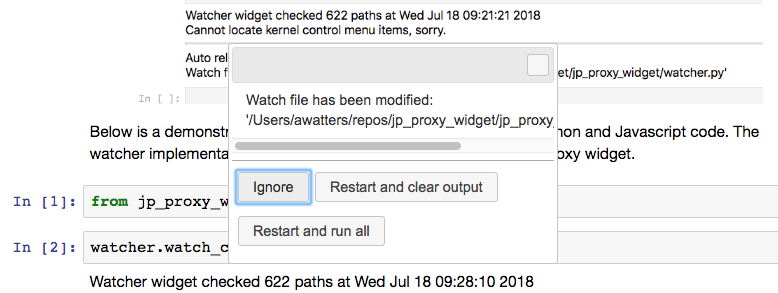 Watcher widget checked 622 paths at Wed Jul 18 09:21:21 2018
Cannot locate kernel control menu items, sorry.
Auto rel
Watch f et/jp_proxy_widget/watcher.py'
In [ ]:
Watch file has been modified:
'/Users/awatters/repos/jp_proxy_widget/jp_proxy_
Below is a demonstr hon and Javascript code. The
watcher implementa oxy widget.
Ignore Restart and clear output
In [1]: from jp_proxy_w
Restart and run all
In [2]: watcher.watch_c
Watcher widget checked 622 paths at Wed Jul 18 09:28:10 2018